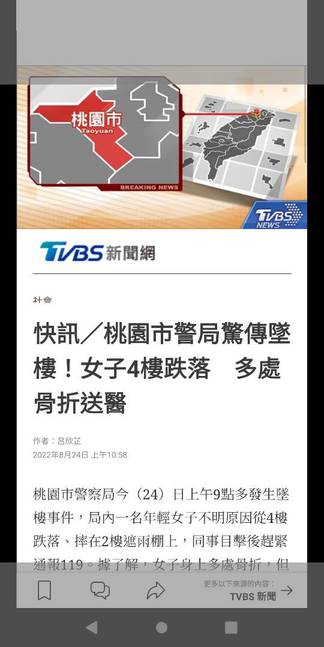 桃園市
Taoyuan
BREAKING NEWS
TVBS
NEWS
TVBS新聞網
社會
快訊／桃園市警局驚傳墜
樓！女子4樓跌落　多處
骨折送醫
作者：呂欣芷
2022年8月24日 上午10:58
桃園市警察局今（24）日上午9點多發生墜
樓事件，局內一名年輕女子不明原因從4樓
跌落、摔在2樓遮雨棚上，同事目擊後趕緊
通報119。據了解，女子身上多處骨折，但
更多以下來源的內容：
TVBS 新聞